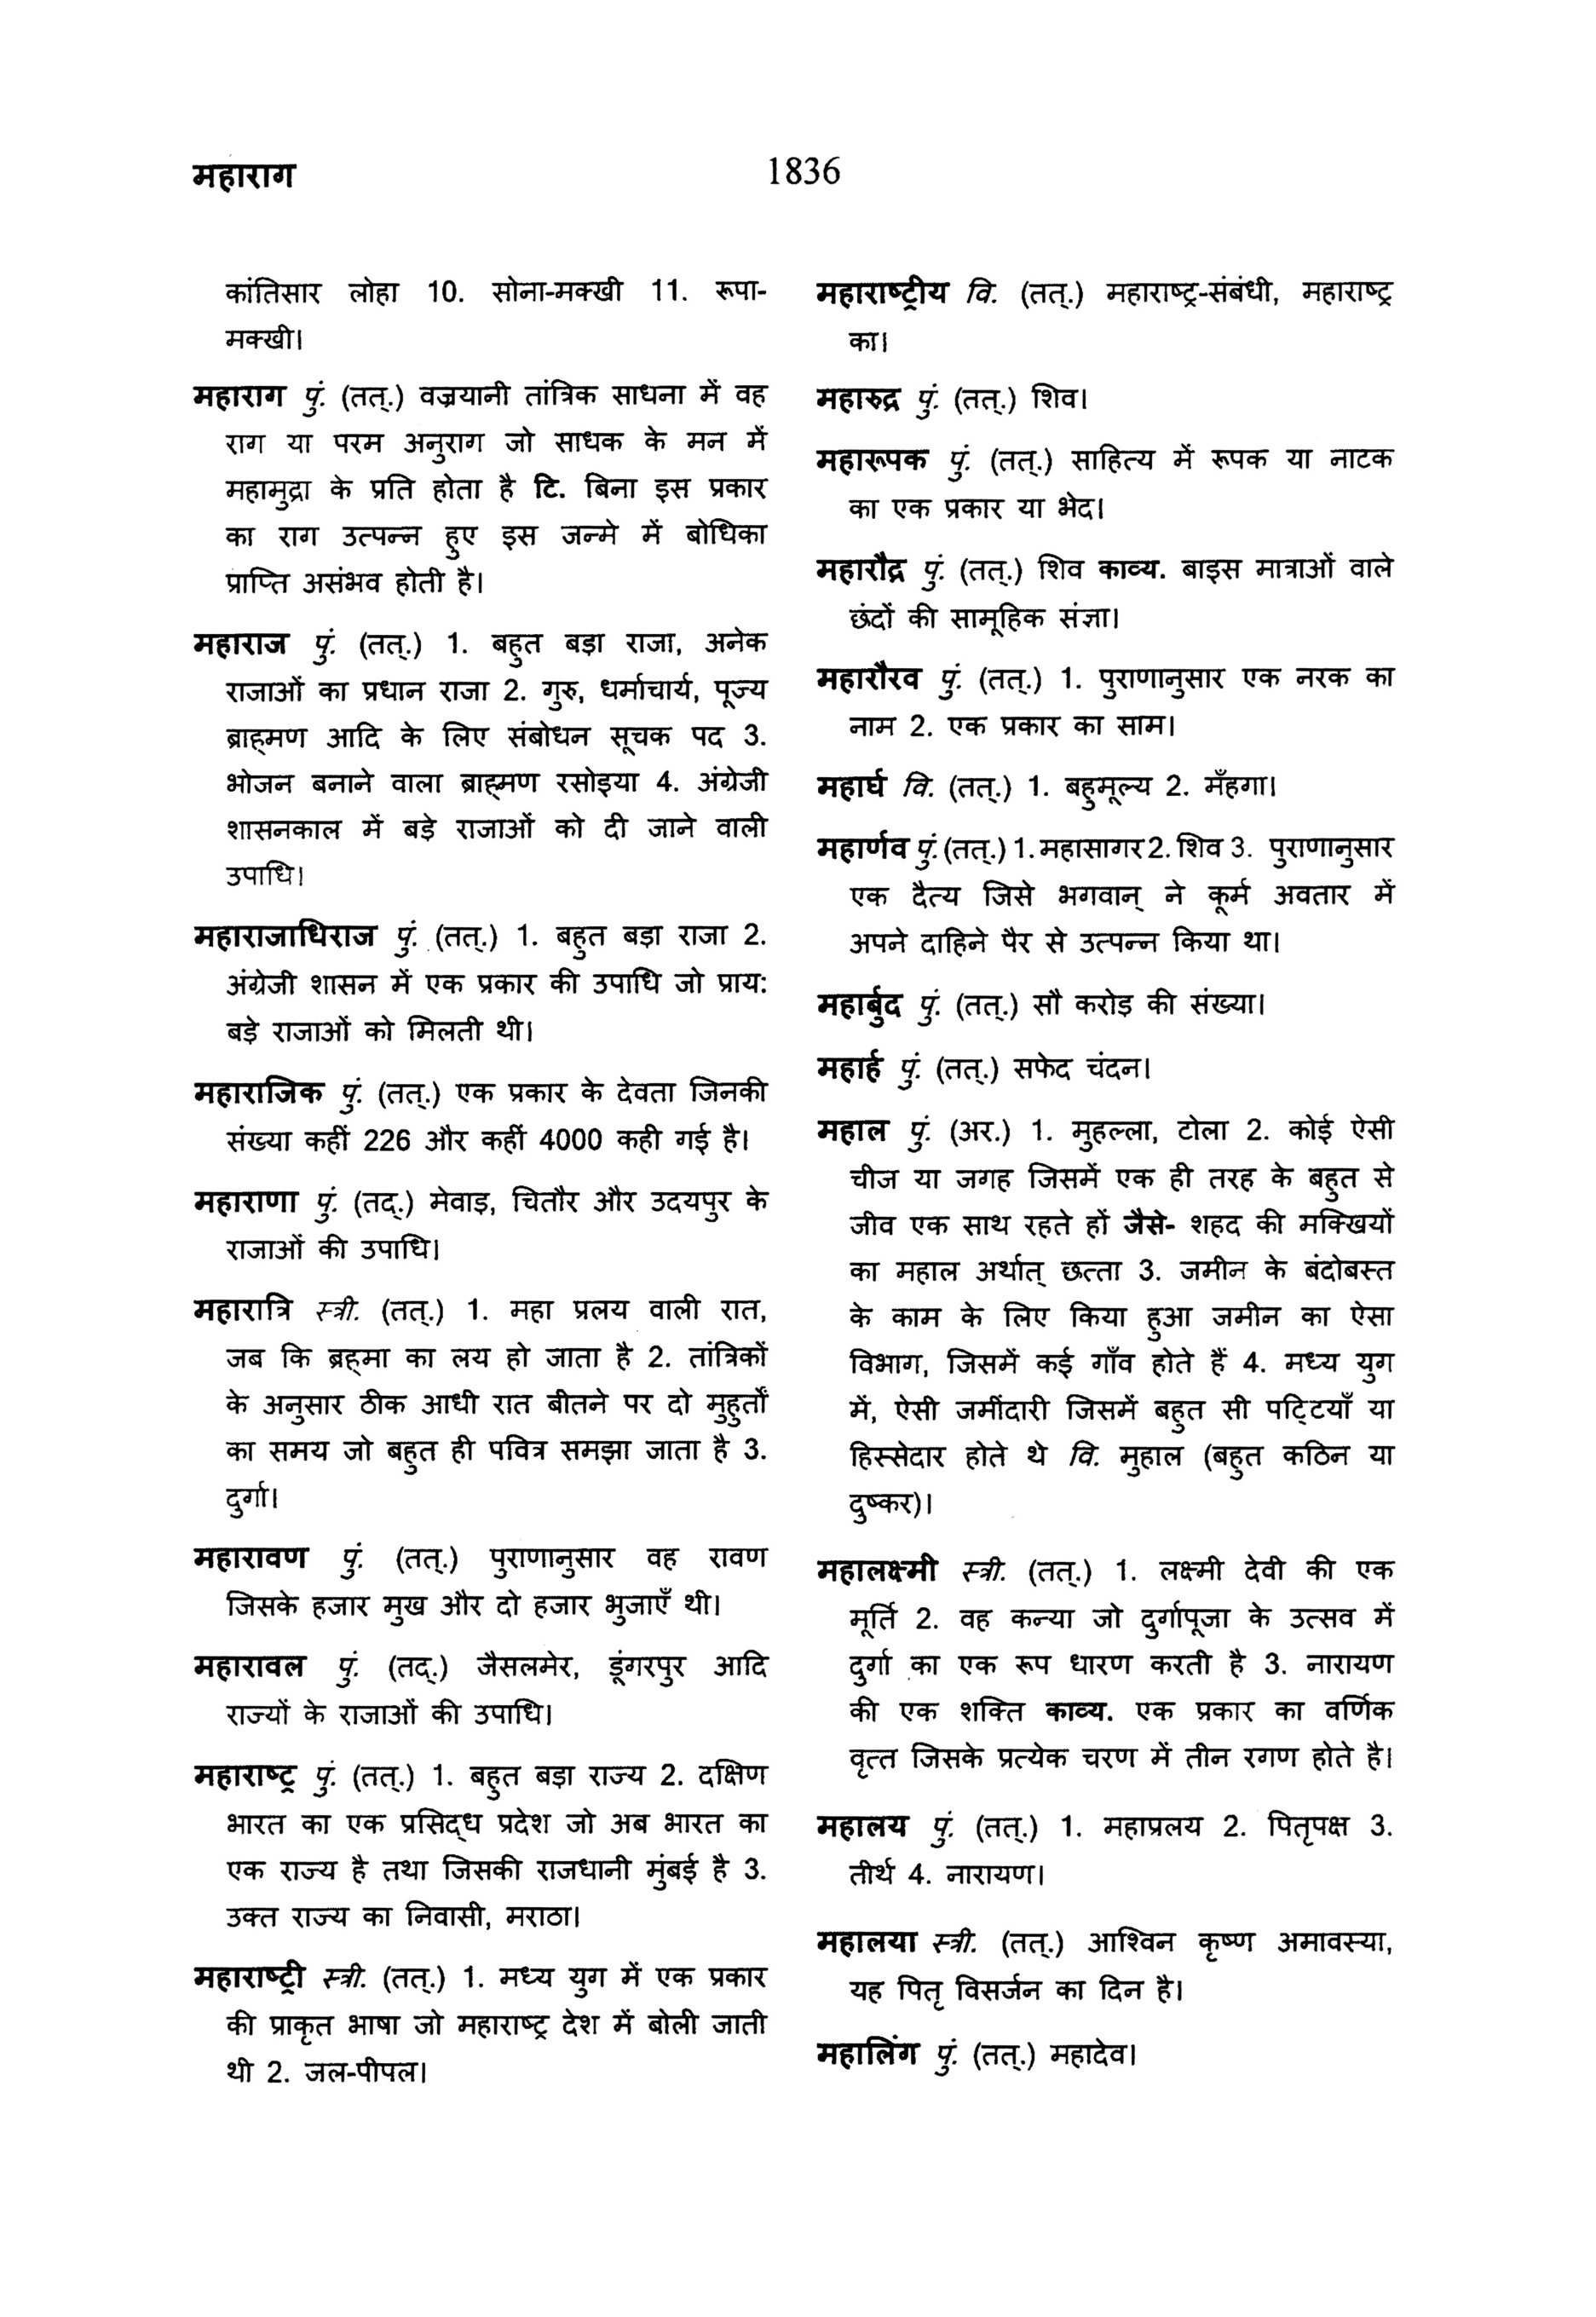 महाराग
1836
कांतिसार लोहा 10. सोना-मक्खी 11. रूपा-
मक्खी।
महाराग पुं. (तत्.) वज्रयानी तांत्रिक साधना में वह
राग या परम अनुराग जो साधक के मन में
महामुद्रा के प्रति होता है टि. बिना इस प्रकार
का राग उत्पन्न हुए इस जन्मे में बोधिका
प्राप्ति असंभव होती है।
महाराज पुं. (तत्.) 1. बहुत बड़ा राजा, अनेक
राजाओं का प्रधान राजा 2. गुरु, धर्माचार्य, पूज्य
ब्राह्मण आदि के लिए संबोधन सूचक पद 3.
भोजन बनाने वाला ब्राह्मण रसोइया 4. अंग्रेजी
शासनकाल में बड़े राजाओं को दी जाने वाली
उपाधि।
महाराजाधिराज पुं. (तत्.) 1. बहुत बड़ा राजा 2.
अंग्रेजी शासन में एक प्रकार की उपाधि जो प्राय:
बड़े राजाओं को मिलती थी।
महाराजिक पुं. (तत्.) एक प्रकार के देवता जिनकी
संख्या कहीं 226 और कहीं 4000 कही गई है।
महाराणा पुं. (तद्.) मेवाड़, चितौर और उदयपुर के
राजाओं की उपाधि।
महारात्रि स्त्री. (तत्.) 1. महा प्रलय वाली रात,
जब कि ब्रह्मा का लय हो जाता है 2. तांत्रिकों
के अनुसार ठीक आधी रात बीतने पर दो मुहुर्तों
का समय जो बहुत ही पवित्र समझा जाता है 3.
दुर्गा।
महारावण पुं. (तत्.) पुराणानुसार वह रावण
जिसके हजार मुख और दो हजार भुजाएँ थी।
महारावल पुं. (तद्.) जैसलमेर, डूंगरपुर आदि
राज्यों के राजाओं की उपाधि।
महाराष्ट्र पुं. (तत्.) 1. बहुत बड़ा राज्य 2. दक्षिण
भारत का एक प्रसिद्ध प्रदेश जो अब भारत का
एक राज्य है तथा जिसकी राजधानी मुंबई है 3.
उक्त राज्य का निवासी, मराठा।
महाराष्ट्री स्त्री. (तत्.) 1. मध्य युग में एक प्रकार
की प्राकृत भाषा जो महाराष्ट्र देश में बोली जाती
थी 2. जल-पीपल।
महाराष्ट्रीय वि. (तत्.) महाराष्ट्र-संबंधी, महाराष्ट्र
का।
महारुद्र पुं. (तत्.) शिव।
महारूपक पुं. (तत्.) साहित्य में रूपक या नाटक
का एक प्रकार या भेद।
महारौद्र पुं. (तत्.) शिव काव्य. बाइस मात्राओं वाले
छंदों की सामूहिक संज्ञा।
महारौरव पुं. (तत्.) 1. पुराणानुसार एक नरक का
नाम 2. एक प्रकार का साम।
महार्घ वि. (तत्.) 1. बहुमूल्य 2. मँहगा।
महार्णव पुं. (तत्.) 1. महासागर 2. शिव 3. पुराणानुसार
एक दैत्य जिसे भगवान् ने कूर्म अवतार में
अपने दाहिने पैर से उत्पन्न किया था।
महार्बुद पुं. (तत्.) सौ करोड़ की संख्या।
महार्ह पुं. (तत्.) सफेद चंदन।
महाल पुं. (अर.) 1. मुहल्ला, टोला 2. कोई ऐसी
चीज या जगह जिसमें एक ही तरह के बहुत से
जीव एक साथ रहते हों जैसे- शहद की मक्खियों
का महाल अर्थात् छत्ता 3. जमीन के बंदोबस्त
के काम के लिए किया हुआ जमीन का ऐसा
विभाग, जिसमें कई गाँव होते हैं 4. मध्य युग
में, ऐसी जमींदारी जिसमें बहुत सी पट्टियाँ या
हिस्सेदार होते थे वि. मुहाल (बहुत कठिन या
दुष्कर)।
महालक्ष्मी स्त्री. (तत्.) 1. लक्ष्मी देवी की एक
मूर्ति 2. वह कन्या जो दुर्गापूजा के उत्सव में
दुर्गा का एक रूप धारण करती है 3. नारायण
की एक शक्ति काव्य. एक प्रकार का वर्णिक
वृत्त जिसके प्रत्येक चरण में तीन रगण होते है।
महालय पुं. (तत्.) 1. महाप्रलय 2. पितृपक्ष 3.
तीर्थ 4. नारायण।
महालया स्त्री. (तत्.) आश्विन कृष्ण अमावस्या,
यह पितृ विसर्जन का दिन है।
महालिंग पुं. (तत्.) महादेव।